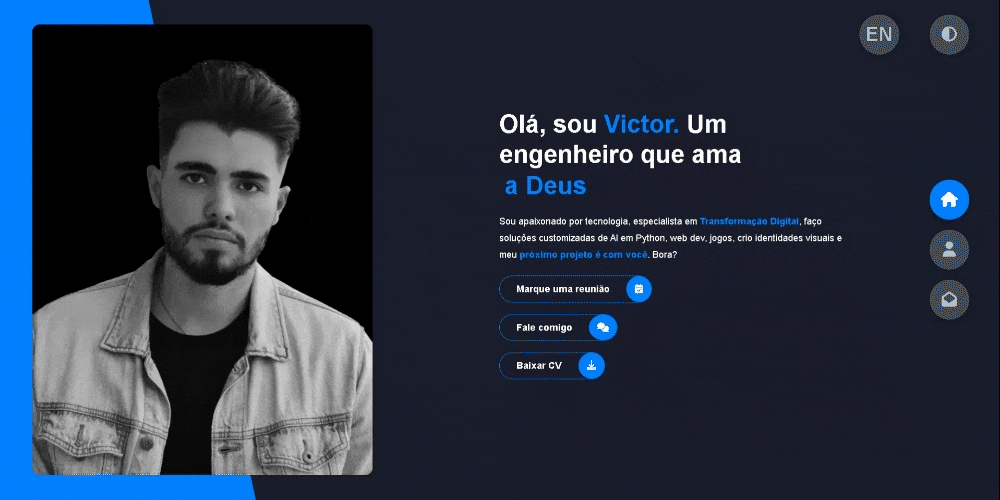 EN
Olá, sou Victor. Um
engenheiro que ama
a Deus
Sou apaixonado por tecnologia, especialista em Transformação Digital, faço
soluções customizadas de AI em Python, web dev, jogos, crio identidades visuais e
meu próximo projeto é com você. Bora?
Marque uma reunião
Fale comigo
Baixar CV